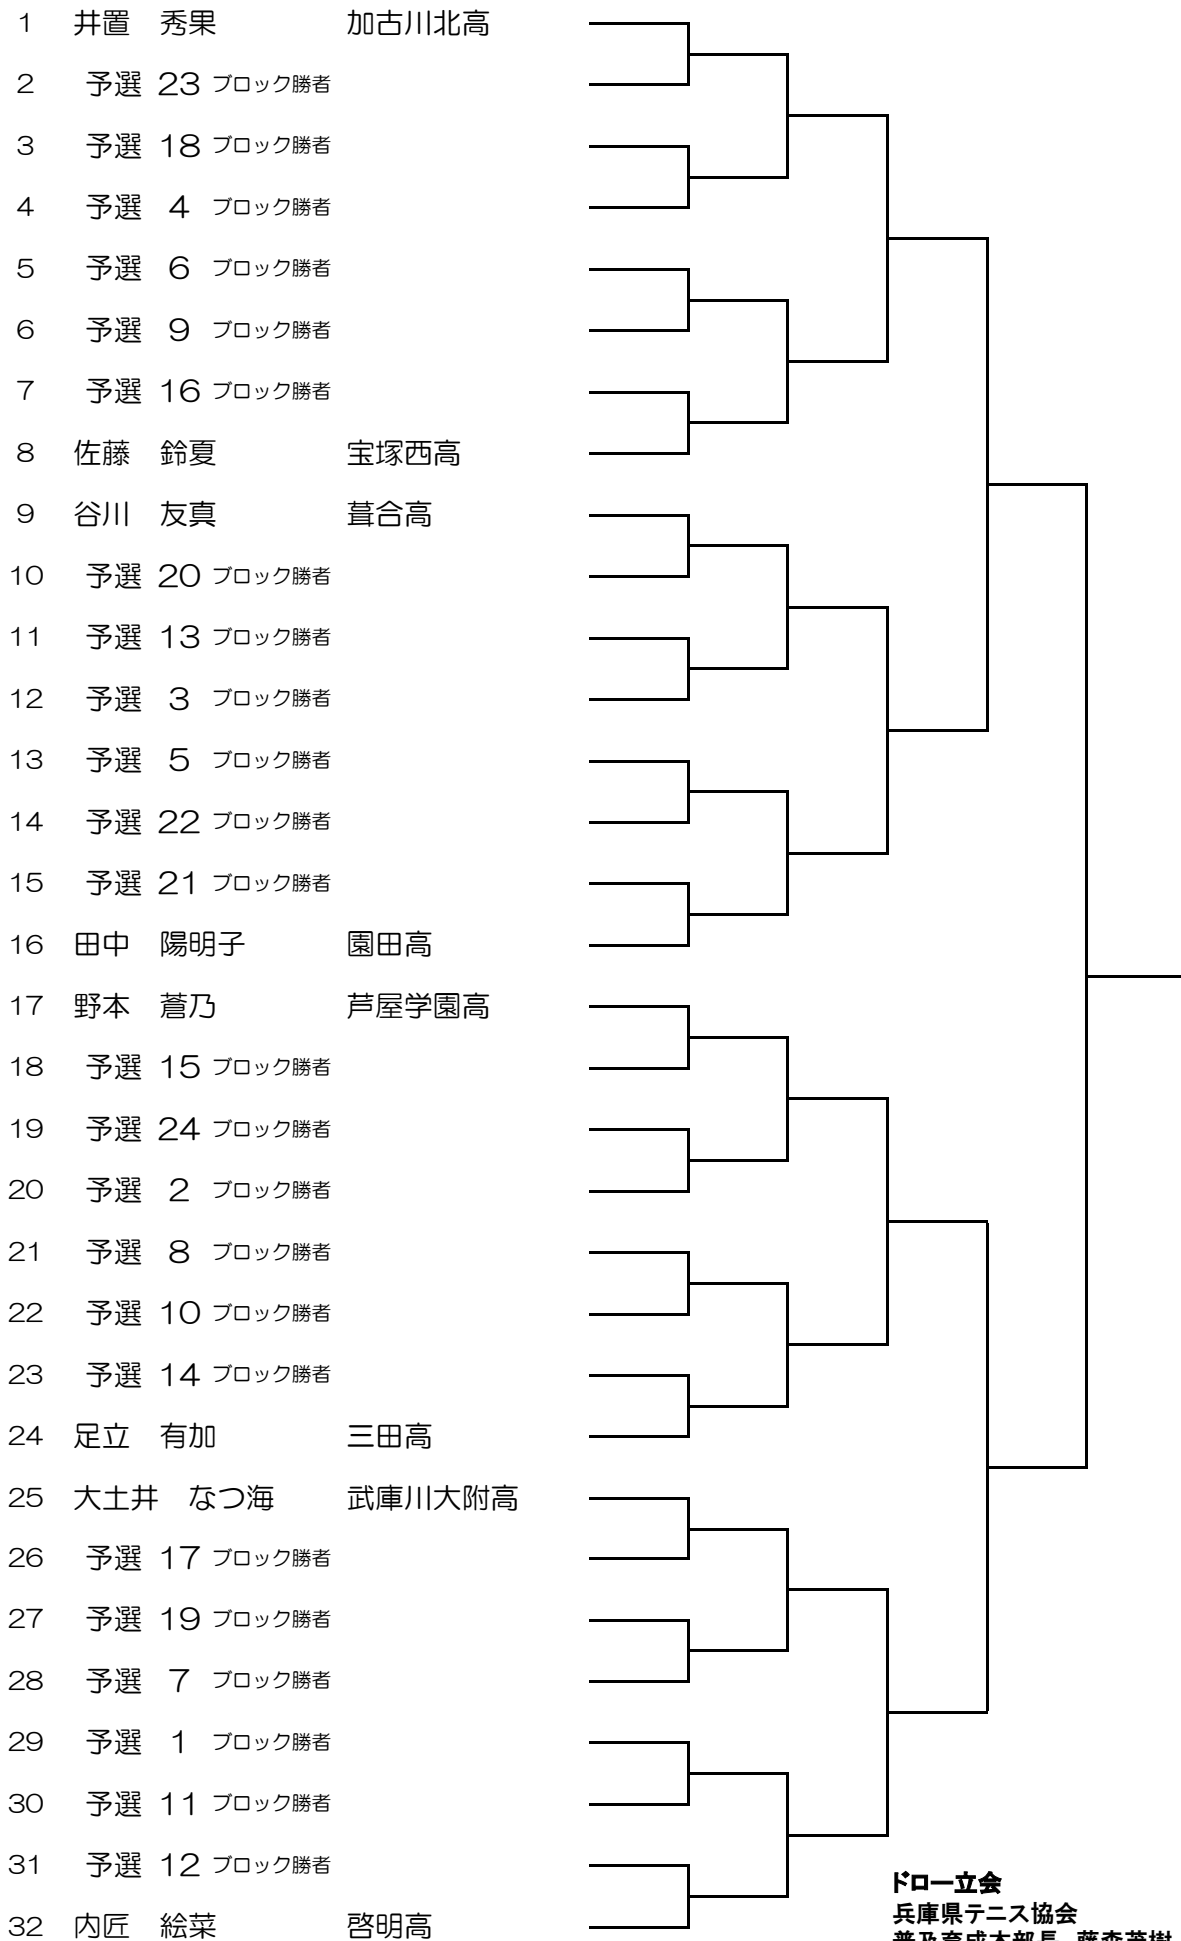 1 井置 秀果 加古川北高
2 予選 23 ブロック勝者
3 予選 18 ブロック勝者
4 予選 4 ブロック勝者
5 予選 6 ブロック勝者
6 予選 9 ブロック勝者
7 予選 16 ブロック勝者
8 佐藤 鈴夏 宝塚西高
9 谷川 友真 葺合高
10 予選 20 ブロック勝者
11 予選 13 ブロック勝者
12 予選 3 ブロック勝者
13 予選 5 ブロック勝者
14 予選 22 ブロック勝者
15 予選 21 ブロック勝者
16 田中 陽明子 園田高
17 野本 蒼乃 芦屋学園高
18 予選 15 ブロック勝者
19 予選 24 ブロック勝者
20 予選 2 ブロック勝者
21 予選 8 ブロック勝者
22 予選 10 ブロック勝者
23 予選 14 ブロック勝者
24 足立 有加 三田高
25 大土井 なつ海 武庫川大附高
26 予選 17 ブロック勝者
27 予選 19 ブロック勝者
28 予選 7 ブロック勝者
29 予選 1 ブロック勝者
30 予選 11 ブロック勝者
31 予選 12 ブロック勝者
32 内匠 絵菜 啓明高
ドロー立会
兵庫県テニス協会
普及育成本部長 藤森英樹